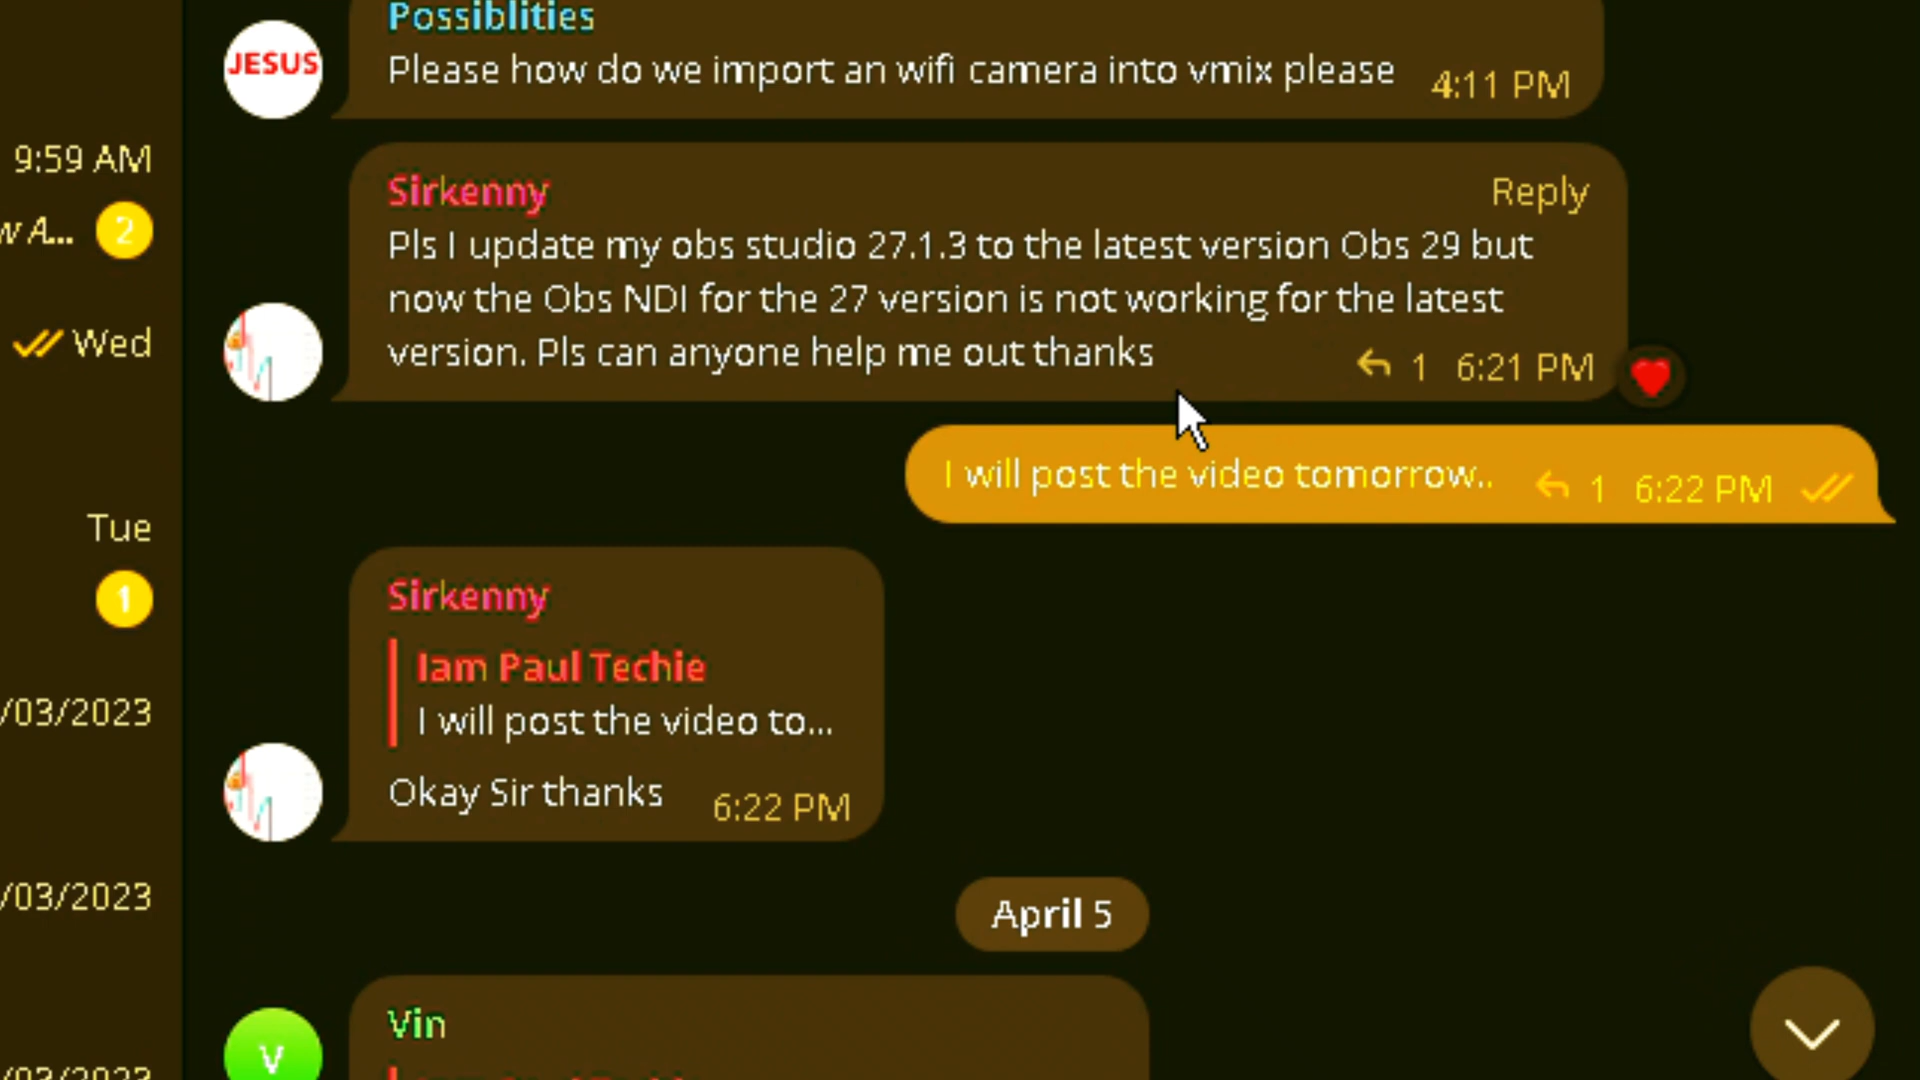 Possiblities
JESUS
Please how do we import an wifi camera into vmix please
4:11 PM
9:59 AM
w A...
2
Sirkenny
Reply
Pls I update my obs studio 27.1.3 to the latest version Obs 29 but
now the Obs NDI for the 27 version is not working for the latest
version. Pls can anyone help me out thanks
1 6:21 PM
Wed
I will post the video tomorrow..
1 6:22 PM
Tue
1
Sirkenny
Iam Paul Techie
I will post the video to...
Okay Sir thanks
6:22 PM
/03/2023
/03/2023
April 5
Vin
V
/03/2023